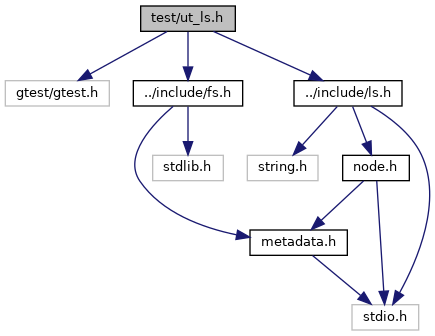 test/ut_ls.h
gtest/gtest.h
../include/fs.h
../include/ls.h
stdlib.h
string.h
node.h
metadata.h
stdio.h